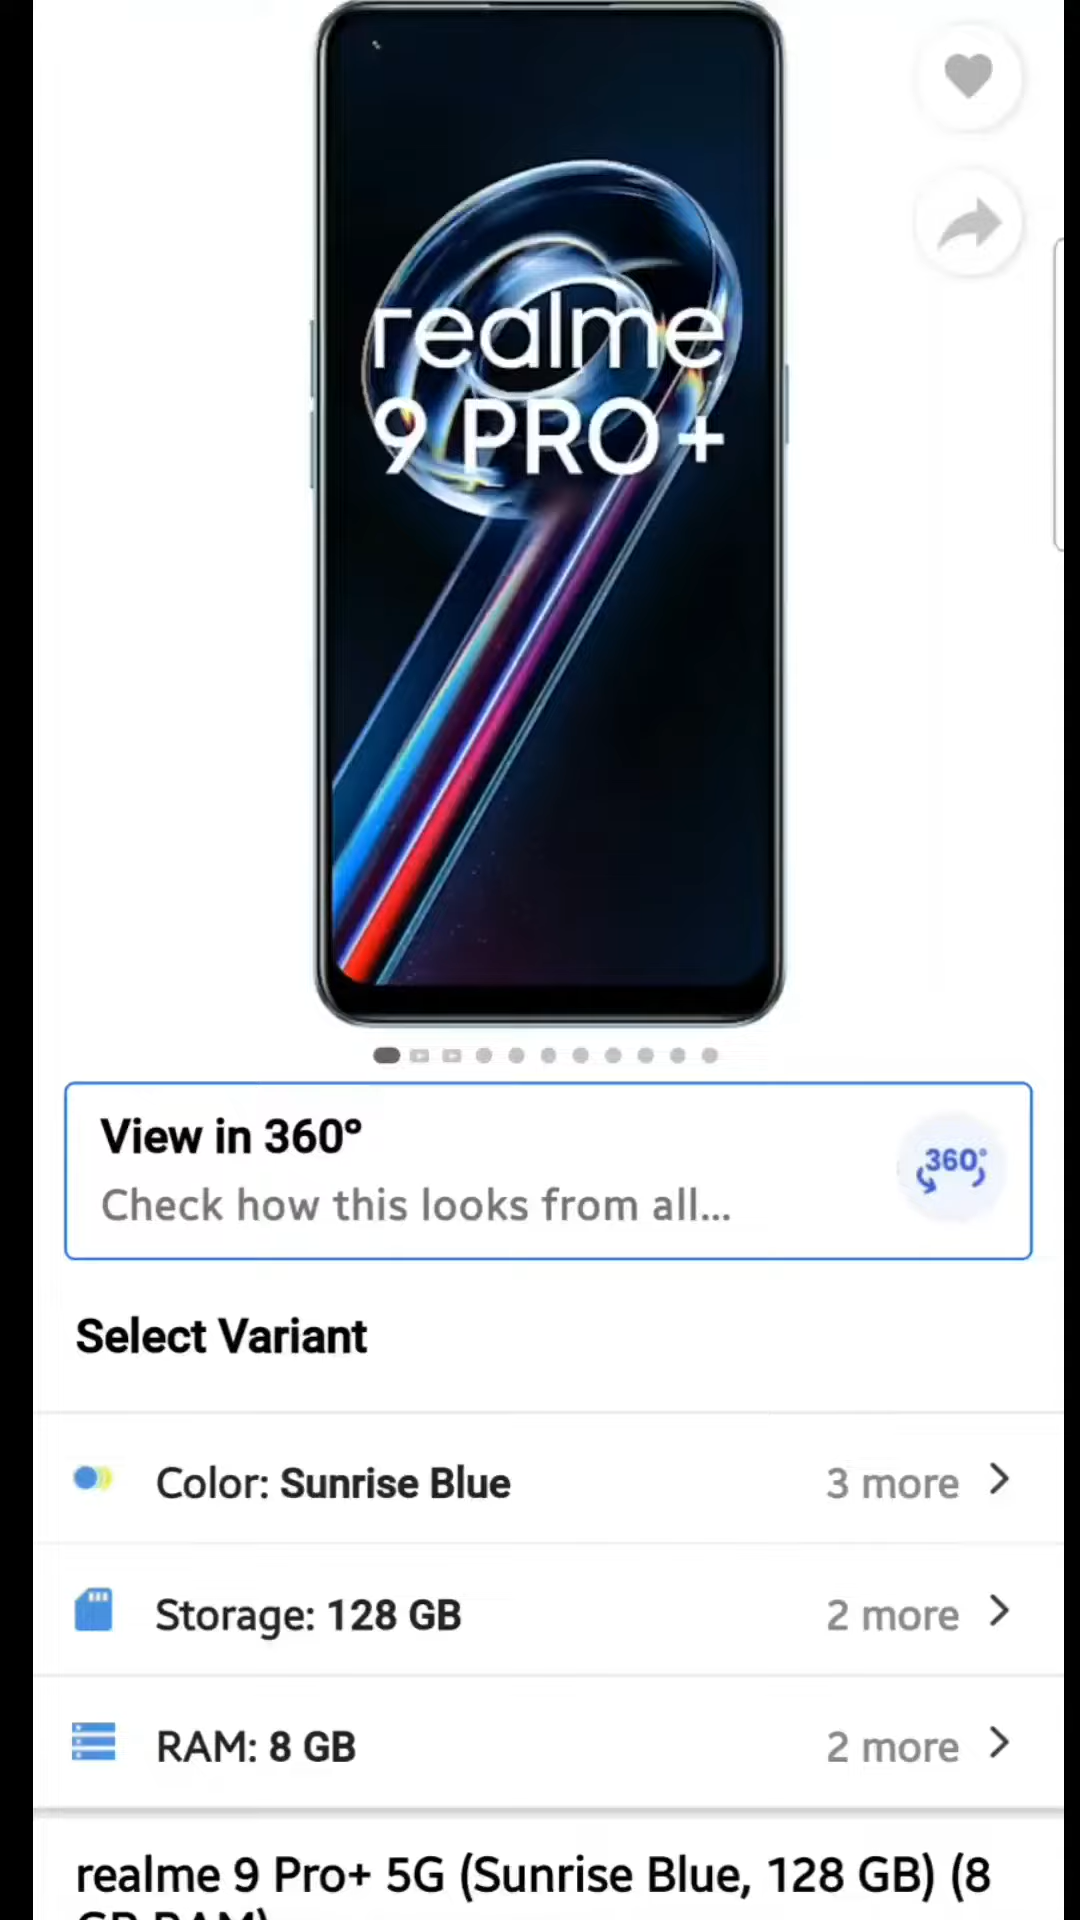 realme
9 PRO+
View in 360°
360°
Check how this looks from all...
Select Variant
Color: Sunrise Blue 3 more
Storage: 128 GB 2 more
RAM: 8 GB 2 more
realme 9 Pro+ 5G (Sunrise Blue, 128 GB) (8
GB RAM)